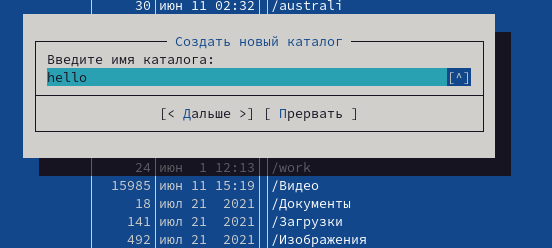 30 июн 11 02:32 /australi
Создать новый каталог
Введите имя каталога:
hello [^]
[< Дальше >] [ Прервать ]
24 июн 1 12:13 /work
15985 июн 11 15:19 /Видео
18 июл 21 2021 /Документы
141 июл 21 2021 /Загрузки
492 июл 21 2021 /Изображения